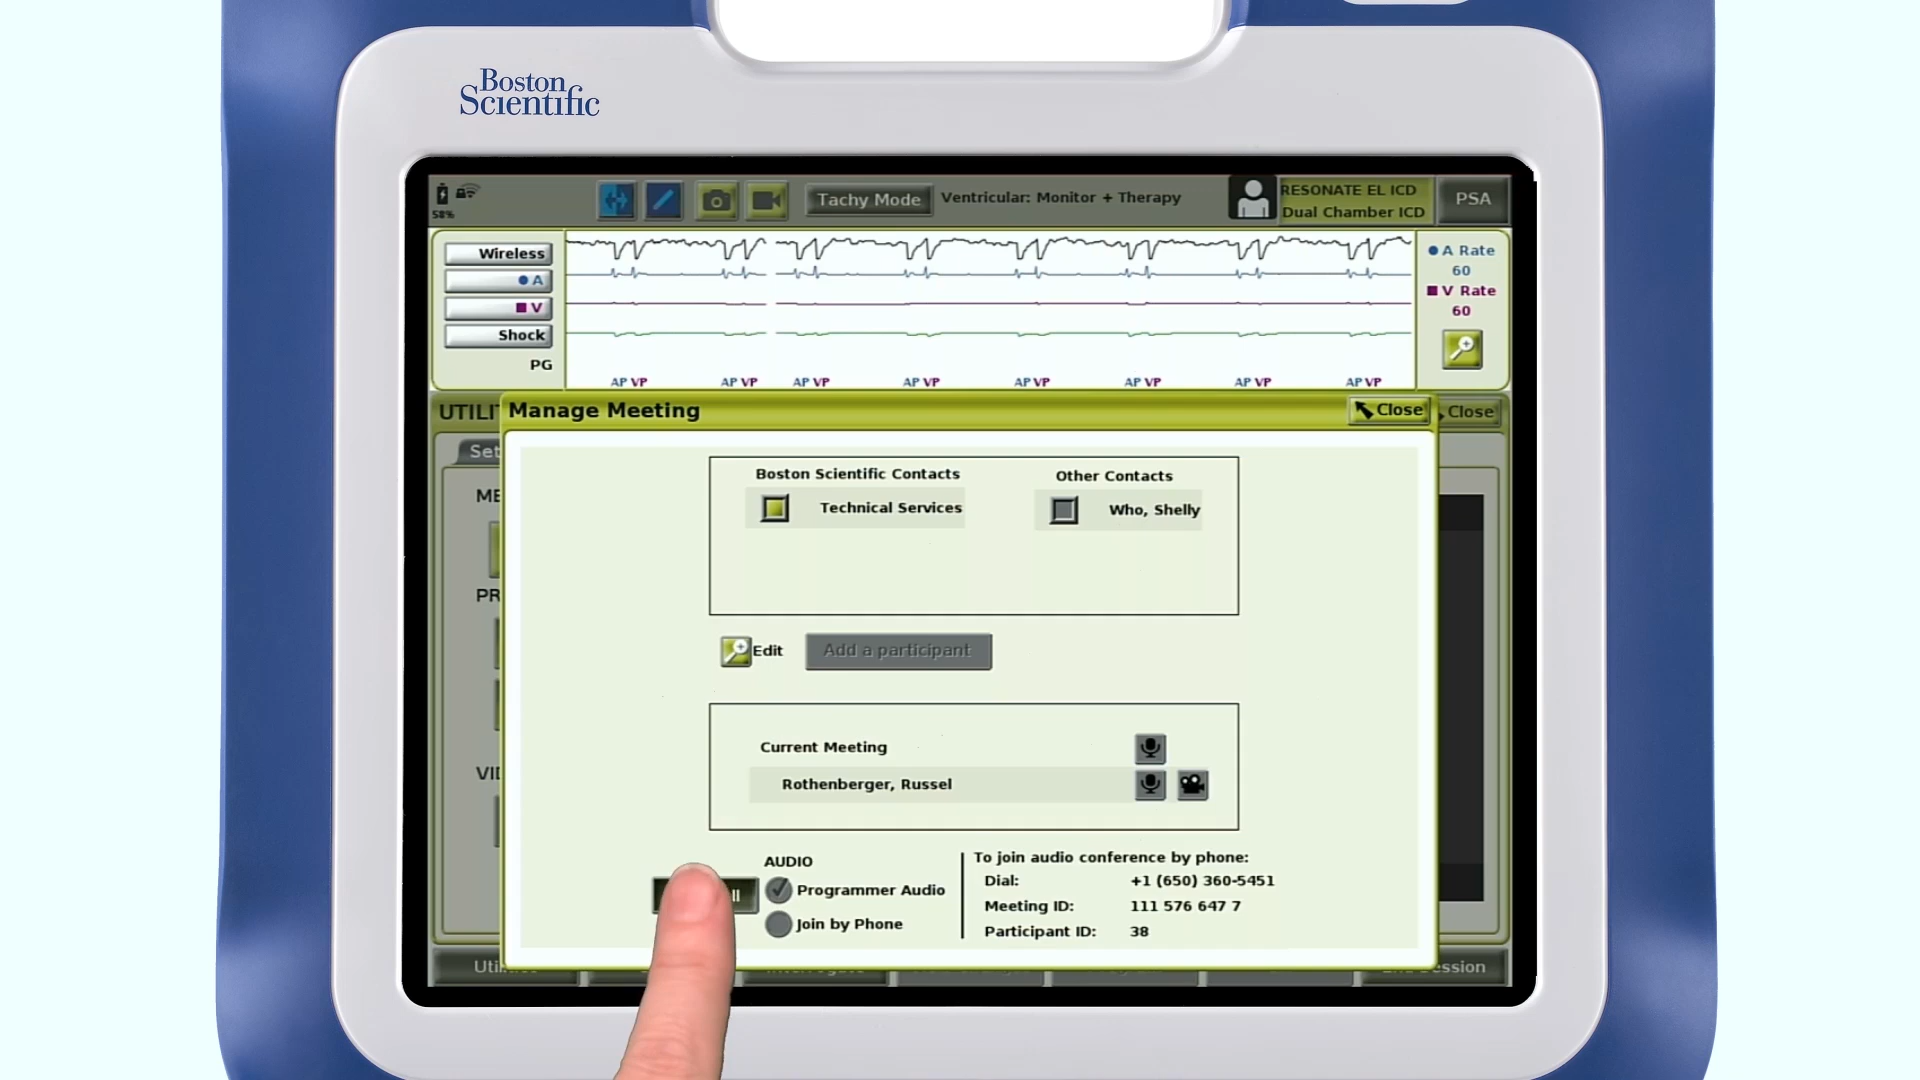 Boston
Scientific
58%
Tachy Mode
Ventricular: Monitor + Therapy
RESONATE EL ICD
Dual Chamber ICD
PSA
Wireless
A
V
Shock
PG
AP VP AP VP AP VP AP VP AP VP AP VP AP VP AP VP
A Rate
60
V Rate
60
UTILI
Manage Meeting
Close
Close
Set
ME
PR
VID
Boston Scientific Contacts
Other Contacts
Technical Services
Who, Shelly
Edit
Add a participant
Current Meeting
Rothenberger, Russel
AUDIO
Programmer Audio
Join by Phone
To join audio conference by phone:
Dial: +1 (650) 360-5451
Meeting ID: 111 576 647 7
Participant ID: 38